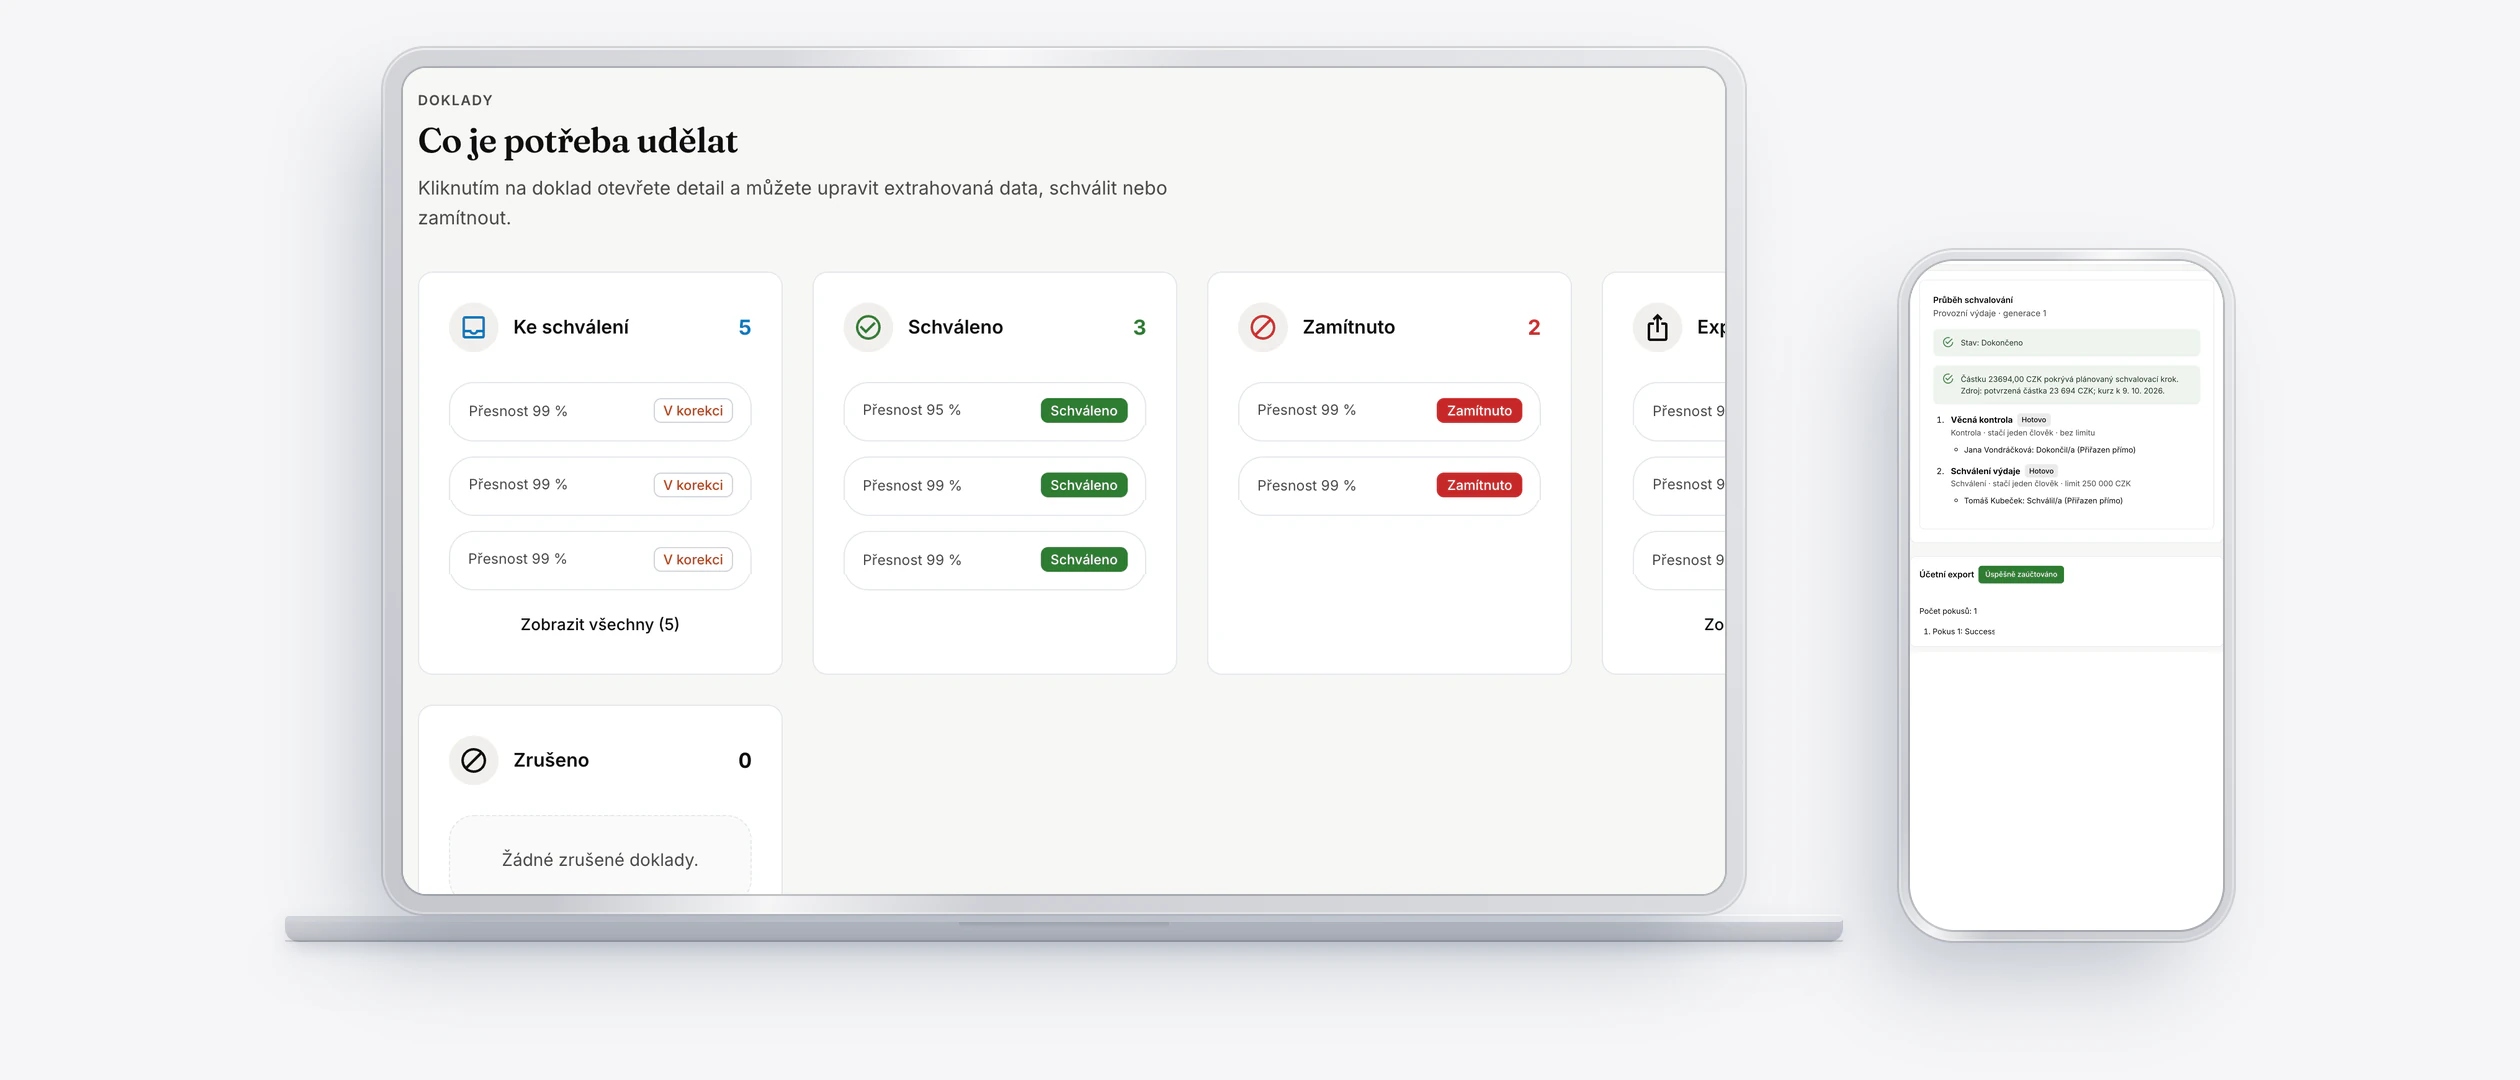 DOKLADY
Co je potřeba udělat
Kliknutím na doklad otevřete detail a můžete upravit extrahovaná data, schválit nebo
zamítnout.
Ke schválení 5
Přesnost 99 % V korekci
Přesnost 99 % V korekci
Přesnost 99 % V korekci
Zobrazit všechny (5)
Schváleno 3
Přesnost 95 % Schváleno
Přesnost 99 % Schváleno
Přesnost 99 % Schváleno
Zamítnuto 2
Přesnost 99 % Zamítnuto
Přesnost 99 % Zamítnuto
Exp
Přesnost 9
Přesnost 9
Přesnost 9
Zo
Zrušeno 0
Žádné zrušené doklady.
Průběh schvalování
Provozní výdaje · generace 1
Stav: Dokončeno
Částku 23694,00 CZK pokrývá plánovaný schvalovací krok.
Zdroj: potvrzená částka 23 694 CZK; kurz k 9. 10. 2026.
1. Věcná kontrola Hotovo
Kontrola · stačí jeden člověk · bez limitu
Jana Vondráčková: Dokončil/a (Přiřazen přímo)
2. Schválení výdaje Hotovo
Schválení · stačí jeden člověk · limit 250 000 CZK
Tomáš Kubeček: Schválil/a (Přiřazen přímo)
Účetní export Úspěšně zaúčtováno
Počet pokusů: 1
1. Pokus 1: Success